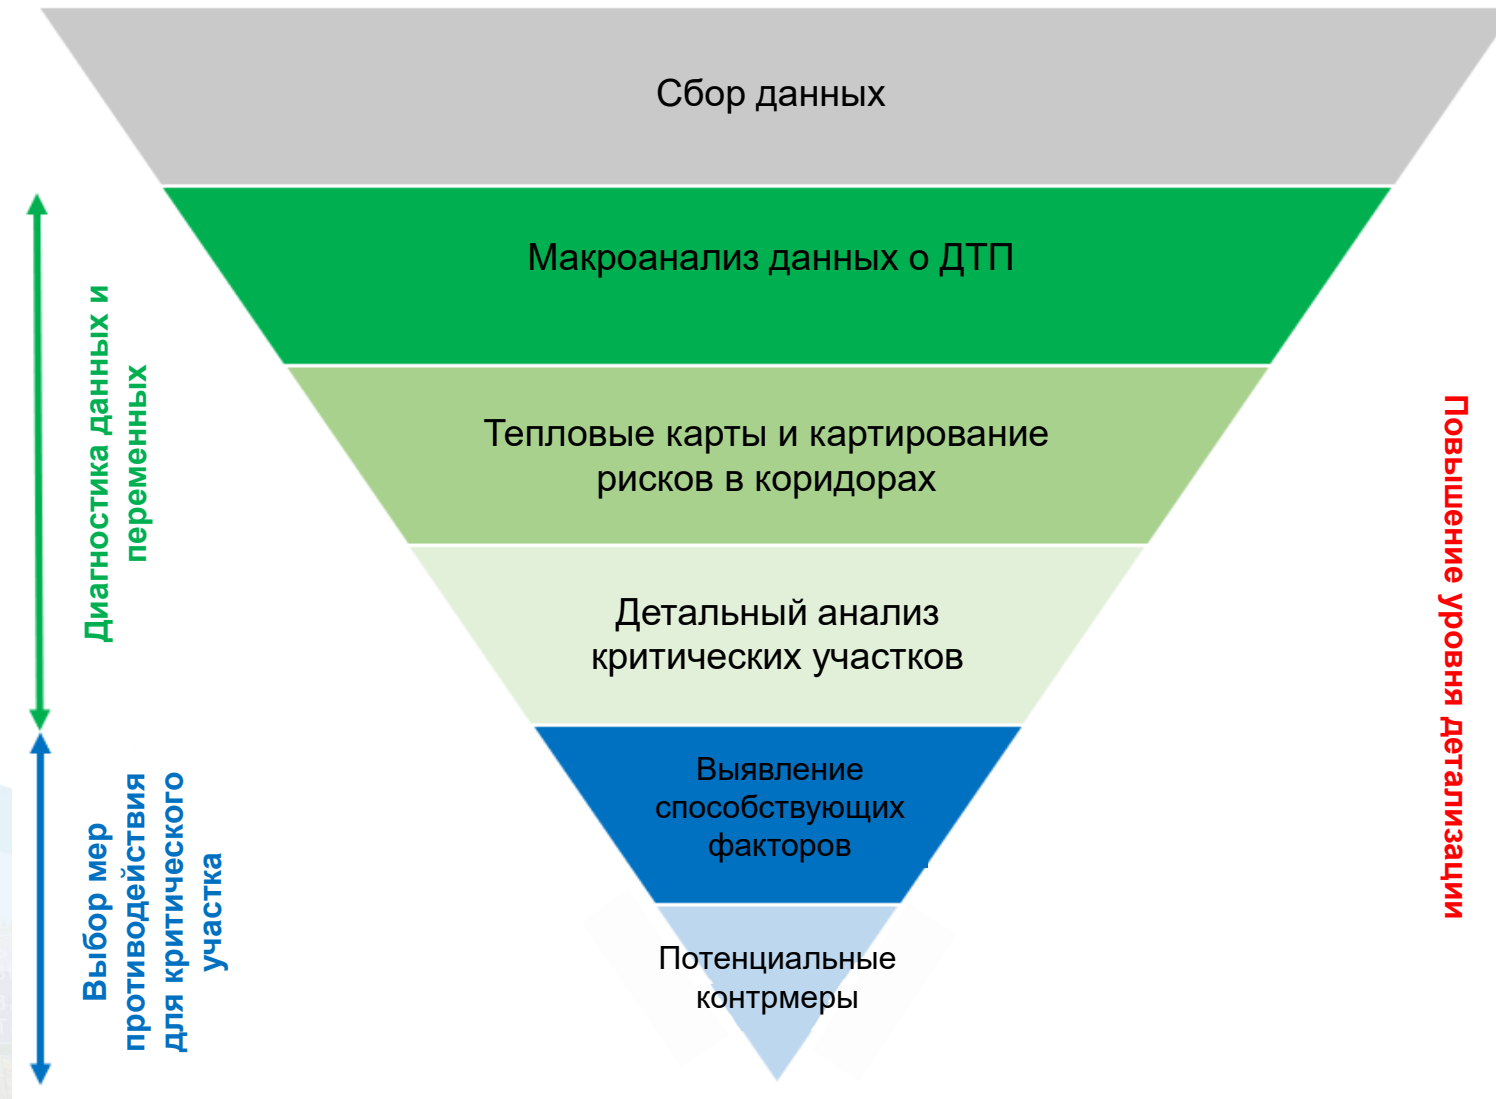 Сбор данных
Макроанализ данных о ДТП
Тепловые карты и картирование
рисков в коридорах
Детальный анализ
критических участков
Выявление
способствующих
факторов
Потенциальные
контрмеры
Диагностика данных и
переменных
Выбор мер
противодействия
для критического
участка
Повышение уровня детализации